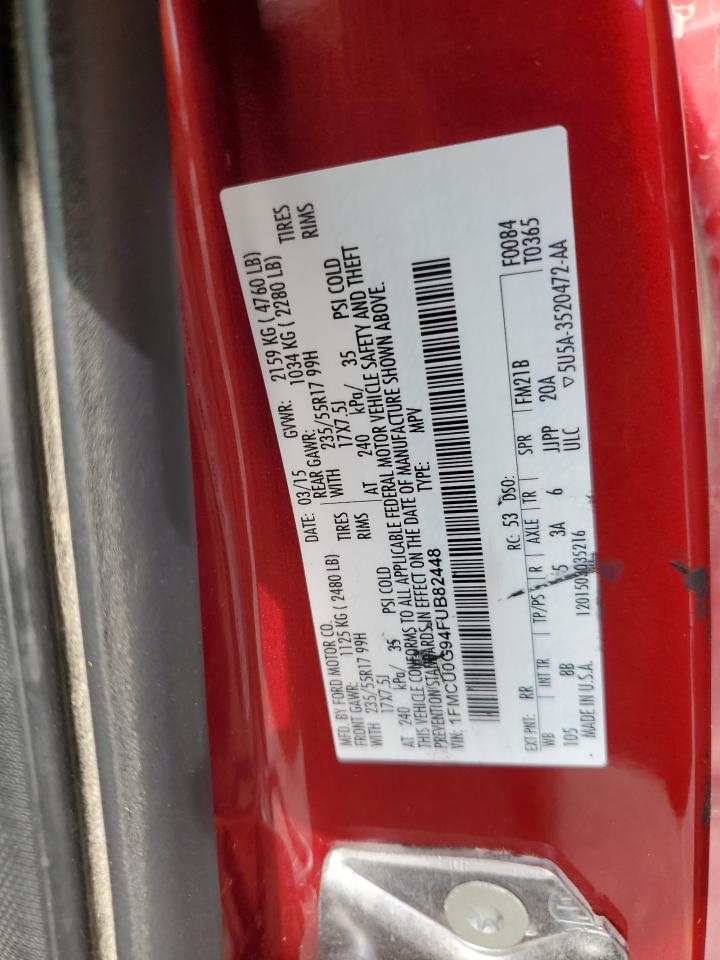 MFD. BY FORD MOTOR CO. DATE: 03/15 GVWR: 2159 KG ( 4760 LB)
FRONT GAWR: 1125 KG ( 2480 LB) REAR GAWR: 1034 KG ( 2280 LB)
WITH 235/55R17 99H TIRES WITH 235/55R17 99H TIRES
17X7.5J RIMS 17X7.5J RIMS
AT 240 kPa/ 35 PSI COLD AT 240 kPa/ 35 PSI COLD
THIS VEHICLE CONFORMS TO ALL APPLICABLE FEDERAL MOTOR VEHICLE SAFETY AND THEFT
PREVENTION STANDARDS IN EFFECT ON THE DATE OF MANUFACTURE SHOWN ABOVE.
VIN: 1FMCU0G94FUB82448 TYPE: MPV
F0084
EXT PNT: RR RC: 53 DSO: T0365
WB INT TR TP/PS R AXLE TR SPR FM21B
105 8B 5 3A 6 JJPP 20A
ULC
MADE IN U.S.A. ▽5U5A-3520472-AA